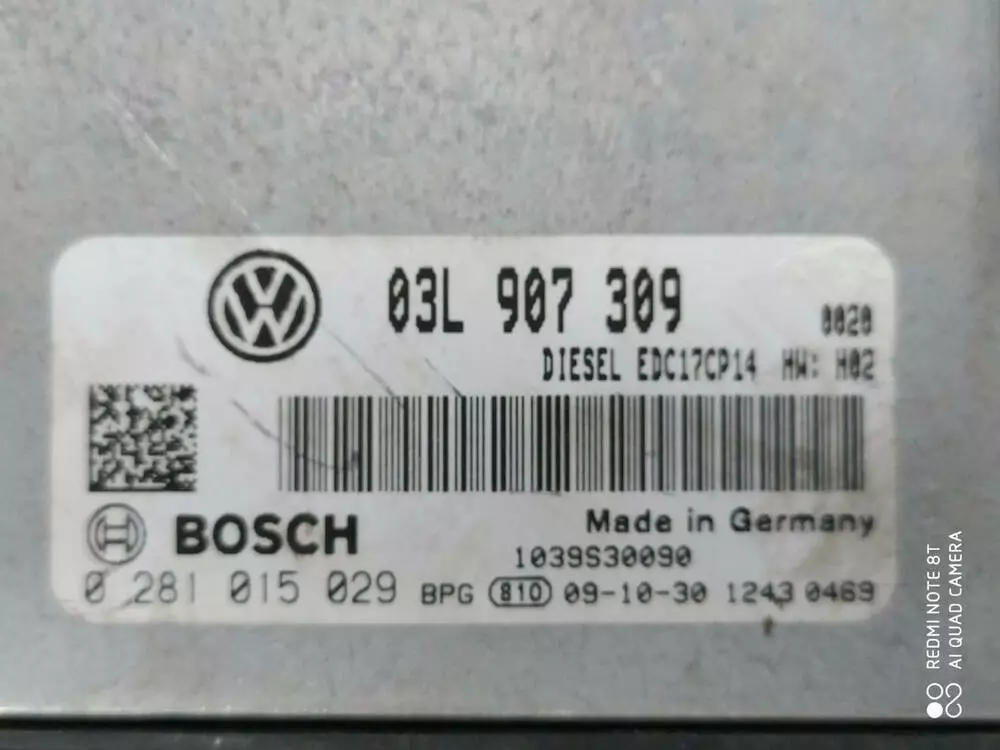 03L 907 309
0020
DIESEL EDC17CP14 HW: H02
BOSCH
Made in Germany
1039S30090
0 281 015 029 BPG 810 09-10-30 1243 0469
REDMI NOTE 8T
AI QUAD CAMERA